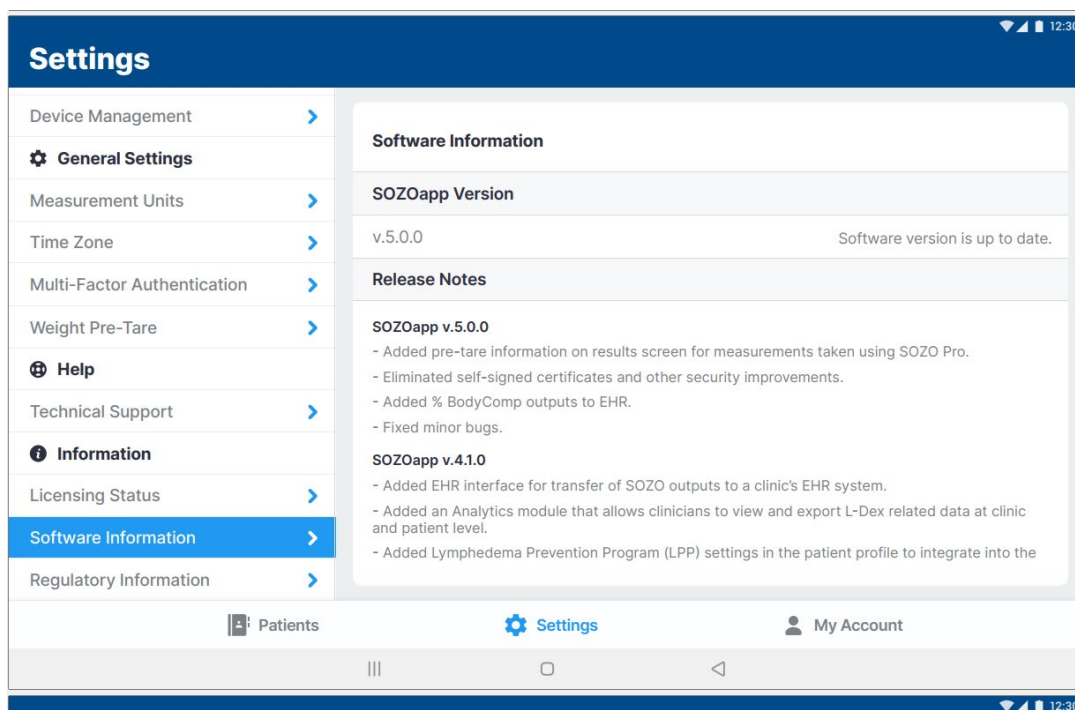 12:30
Settings
Device Management
General Settings
Measurement Units
Time Zone
Multi-Factor Authentication
Weight Pre-Tare
Help
Technical Support
Information
Licensing Status
Software Information
Regulatory Information
Software Information
SOZOapp Version
v.5.0.0 Software version is up to date.
Release Notes
SOZOapp v.5.0.0
- Added pre-tare information on results screen for measurements taken using SOZO Pro.
- Eliminated self-signed certificates and other security improvements.
- Added % BodyComp outputs to EHR.
- Fixed minor bugs.
SOZOapp v.4.1.0
- Added EHR interface for transfer of SOZO outputs to a clinic's EHR system.
- Added an Analytics module that allows clinicians to view and export L-Dex related data at clinic
and patient level.
- Added Lymphedema Prevention Program (LPP) settings in the patient profile to integrate into the
Patients Settings My Account
12:30